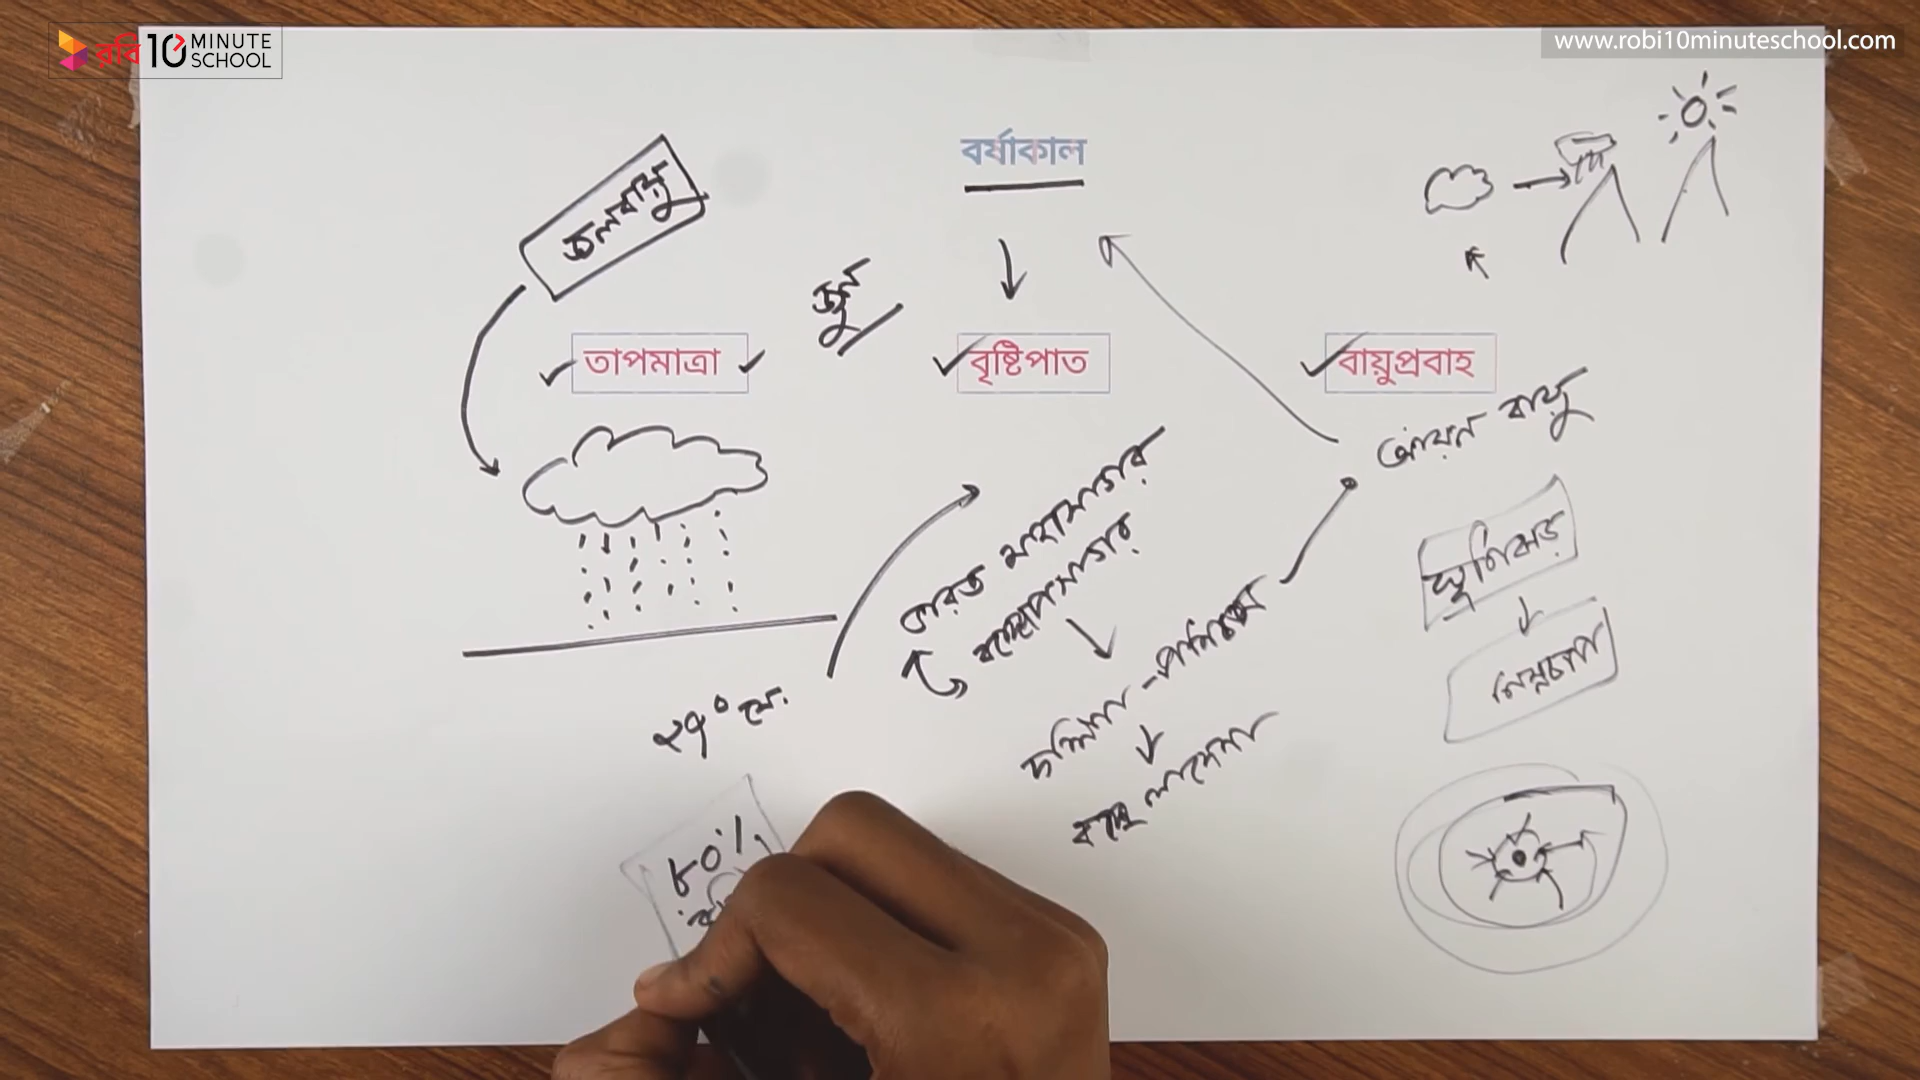 রবি 10 MINUTE SCHOOL
www.robi10minuteschool.com
বর্ষাকাল
জলবায়ু
জুন
তাপমাত্রা
বৃষ্টিপাত
বায়ুপ্রবাহ
আয়ন বায়ু
ভারত মহাসাগর
বঙ্গোপসাগর
দক্ষিণ - পশ্চিম
ঘূর্ণিঝড়
নিম্নচাপ
২৭° সে.
৮০%